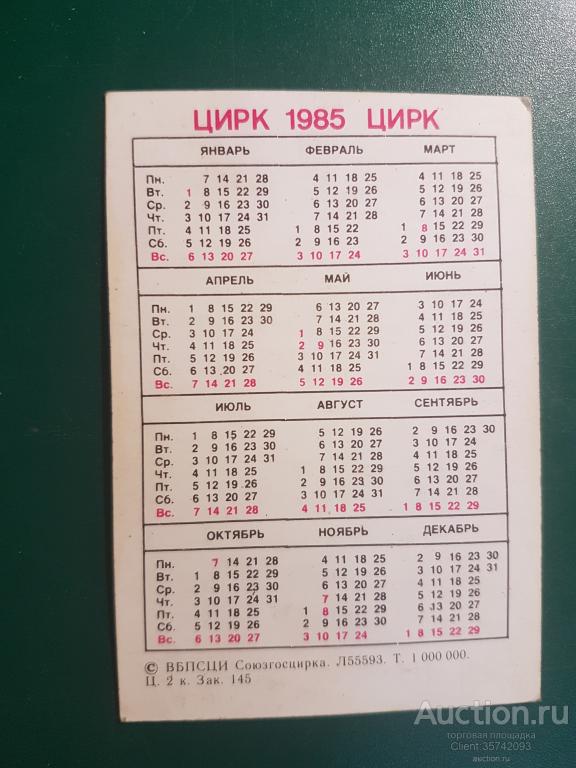 ЦИРК 1985 ЦИРК
ЯНВАРЬ ФЕВРАЛЬ МАРТ
Пн. 7 14 21 28 4 11 18 25 4 11 18 25
Вт. 1 8 15 22 29 5 12 19 26 5 12 19 26
Ср. 2 9 16 23 30 6 13 20 27 6 13 20 27
Чт. 3 10 17 24 31 7 14 21 28 7 14 21 28
Пт. 4 11 18 25 1 8 15 22 1 8 15 22 29
Сб. 5 12 19 26 2 9 16 23 2 9 16 23 30
Вс. 6 13 20 27 3 10 17 24 3 10 17 24 31
АПРЕЛЬ МАЙ ИЮНЬ
Пн. 1 8 15 22 29 6 13 20 27 3 10 17 24
Вт. 2 9 16 23 30 7 14 21 28 4 11 18 25
Ср. 3 10 17 24 1 8 15 22 29 5 12 19 26
Чт. 4 11 18 25 2 9 16 23 30 6 13 20 27
Пт. 5 12 19 26 3 10 17 24 31 7 14 21 28
Сб. 6 13 20 27 4 11 18 25 1 8 15 22 29
Вс. 7 14 21 28 5 12 19 26 2 9 16 23 30
ИЮЛЬ АВГУСТ СЕНТЯБРЬ
Пн. 1 8 15 22 29 5 12 19 26 2 9 16 23 30
Вт. 2 9 16 23 30 6 13 20 27 3 10 17 24
Ср. 3 10 17 24 31 7 14 21 28 4 11 18 25
Чт. 4 11 18 25 1 8 15 22 29 5 12 19 26
Пт. 5 12 19 26 2 9 16 23 30 6 13 20 27
Сб. 6 13 20 27 3 10 17 24 31 7 14 21 28
Вс. 7 14 21 28 4 11 18 25 1 8 15 22 29
ОКТЯБРЬ НОЯБРЬ ДЕКАБРЬ
Пн. 7 14 21 28 4 11 18 25 2 9 16 23 30
Вт. 1 8 15 22 29 5 12 19 26 3 10 17 24 31
Ср. 2 9 16 23 30 6 13 20 27 4 11 18 25
Чт. 3 10 17 24 31 7 14 21 28 5 12 19 26
Пт. 4 11 18 25 1 8 15 22 29 6 13 20 27
Сб. 5 12 19 26 2 9 16 23 30 7 14 21 28
Вс. 6 13 20 27 3 10 17 24 1 8 15 22 29
© ВБПСЦИ Союзгосцирка. Л55593. Т. 1 000 000.
Ц. 2 к. Зак. 145
Auction.ru
торговая площадка
Client 35742093
auction.ru